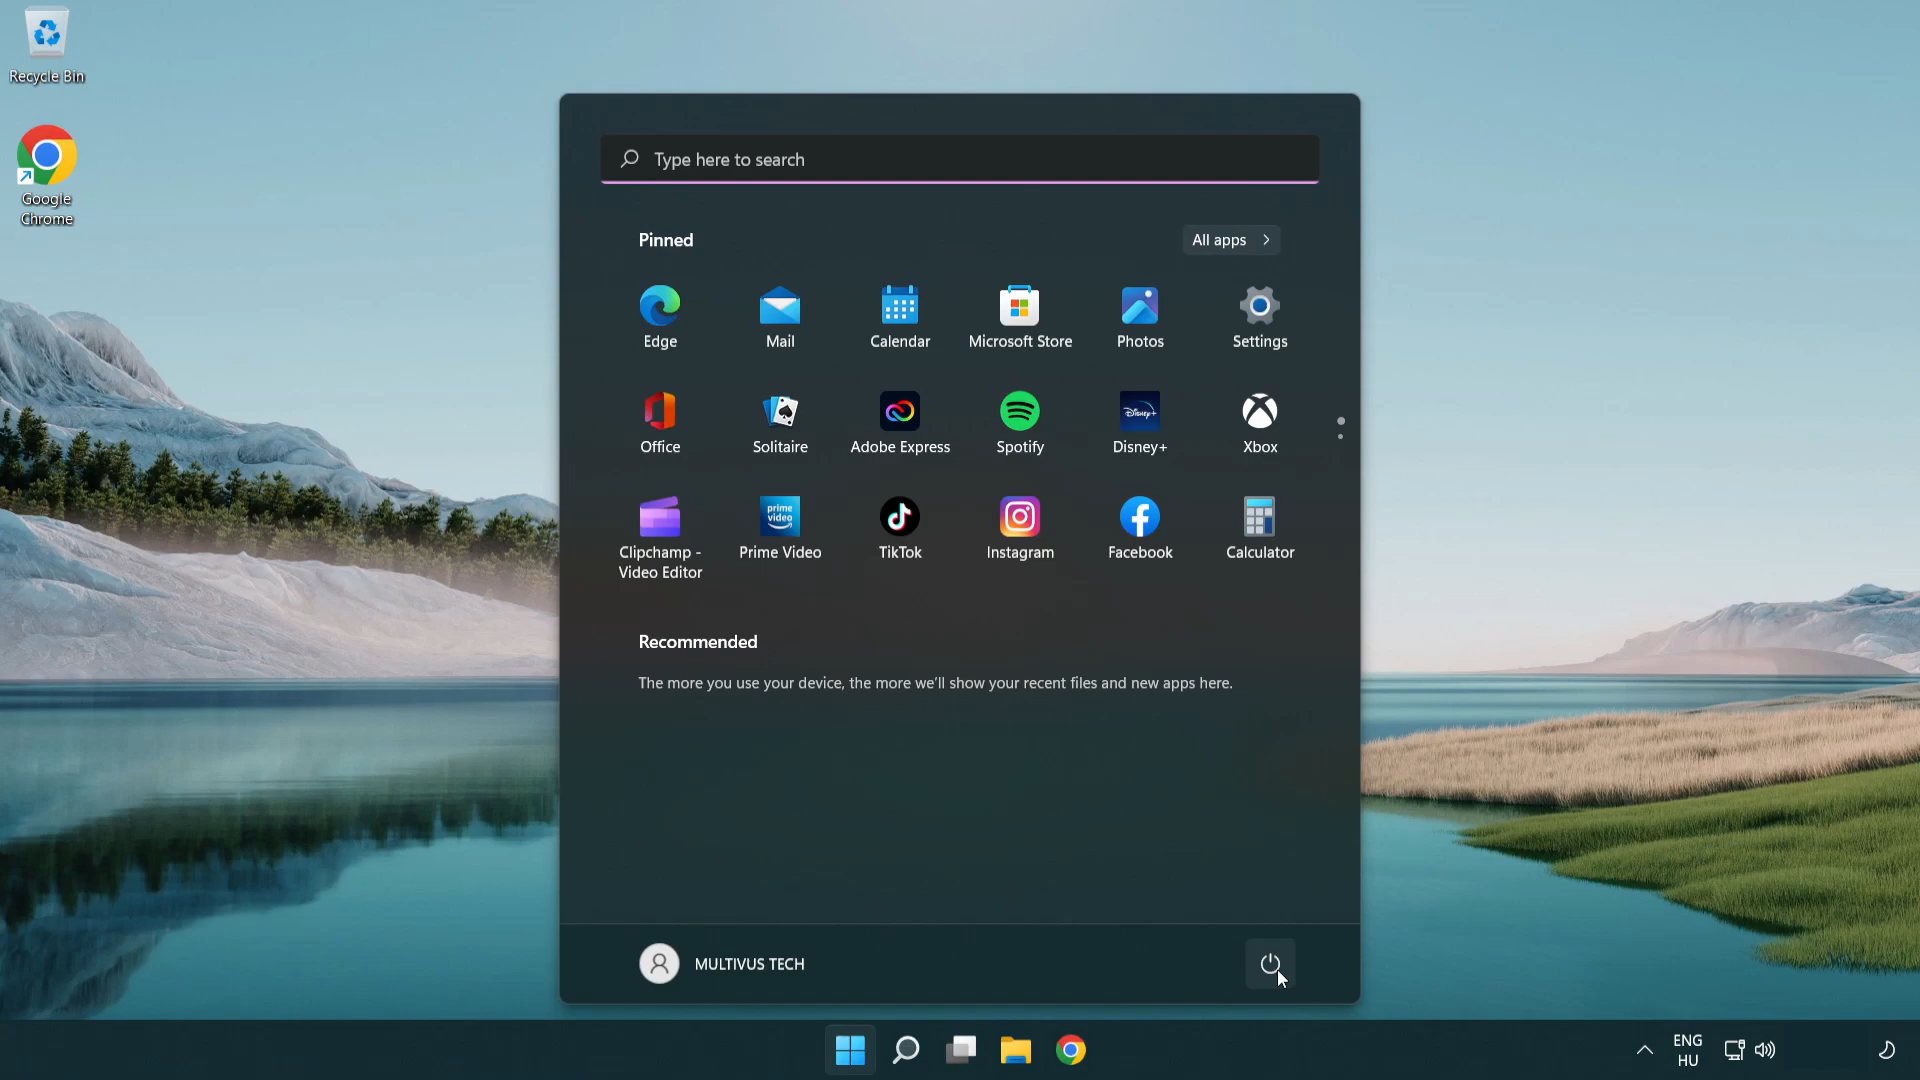 Recycle Bin
Google
Chrome
Type here to search
Pinned
All apps
Edge
Mail
Calendar
Microsoft Store
Photos
Settings
Office
Solitaire
Adobe Express
Spotify
Disney+
Disney+
Xbox
prime
video
Clipchamp -
Video Editor
Prime Video
TikTok
Instagram
Facebook
Calculator
Recommended
The more you use your device, the more we'll show your recent files and new apps here.
MULTIVUS TECH
ENG
HU